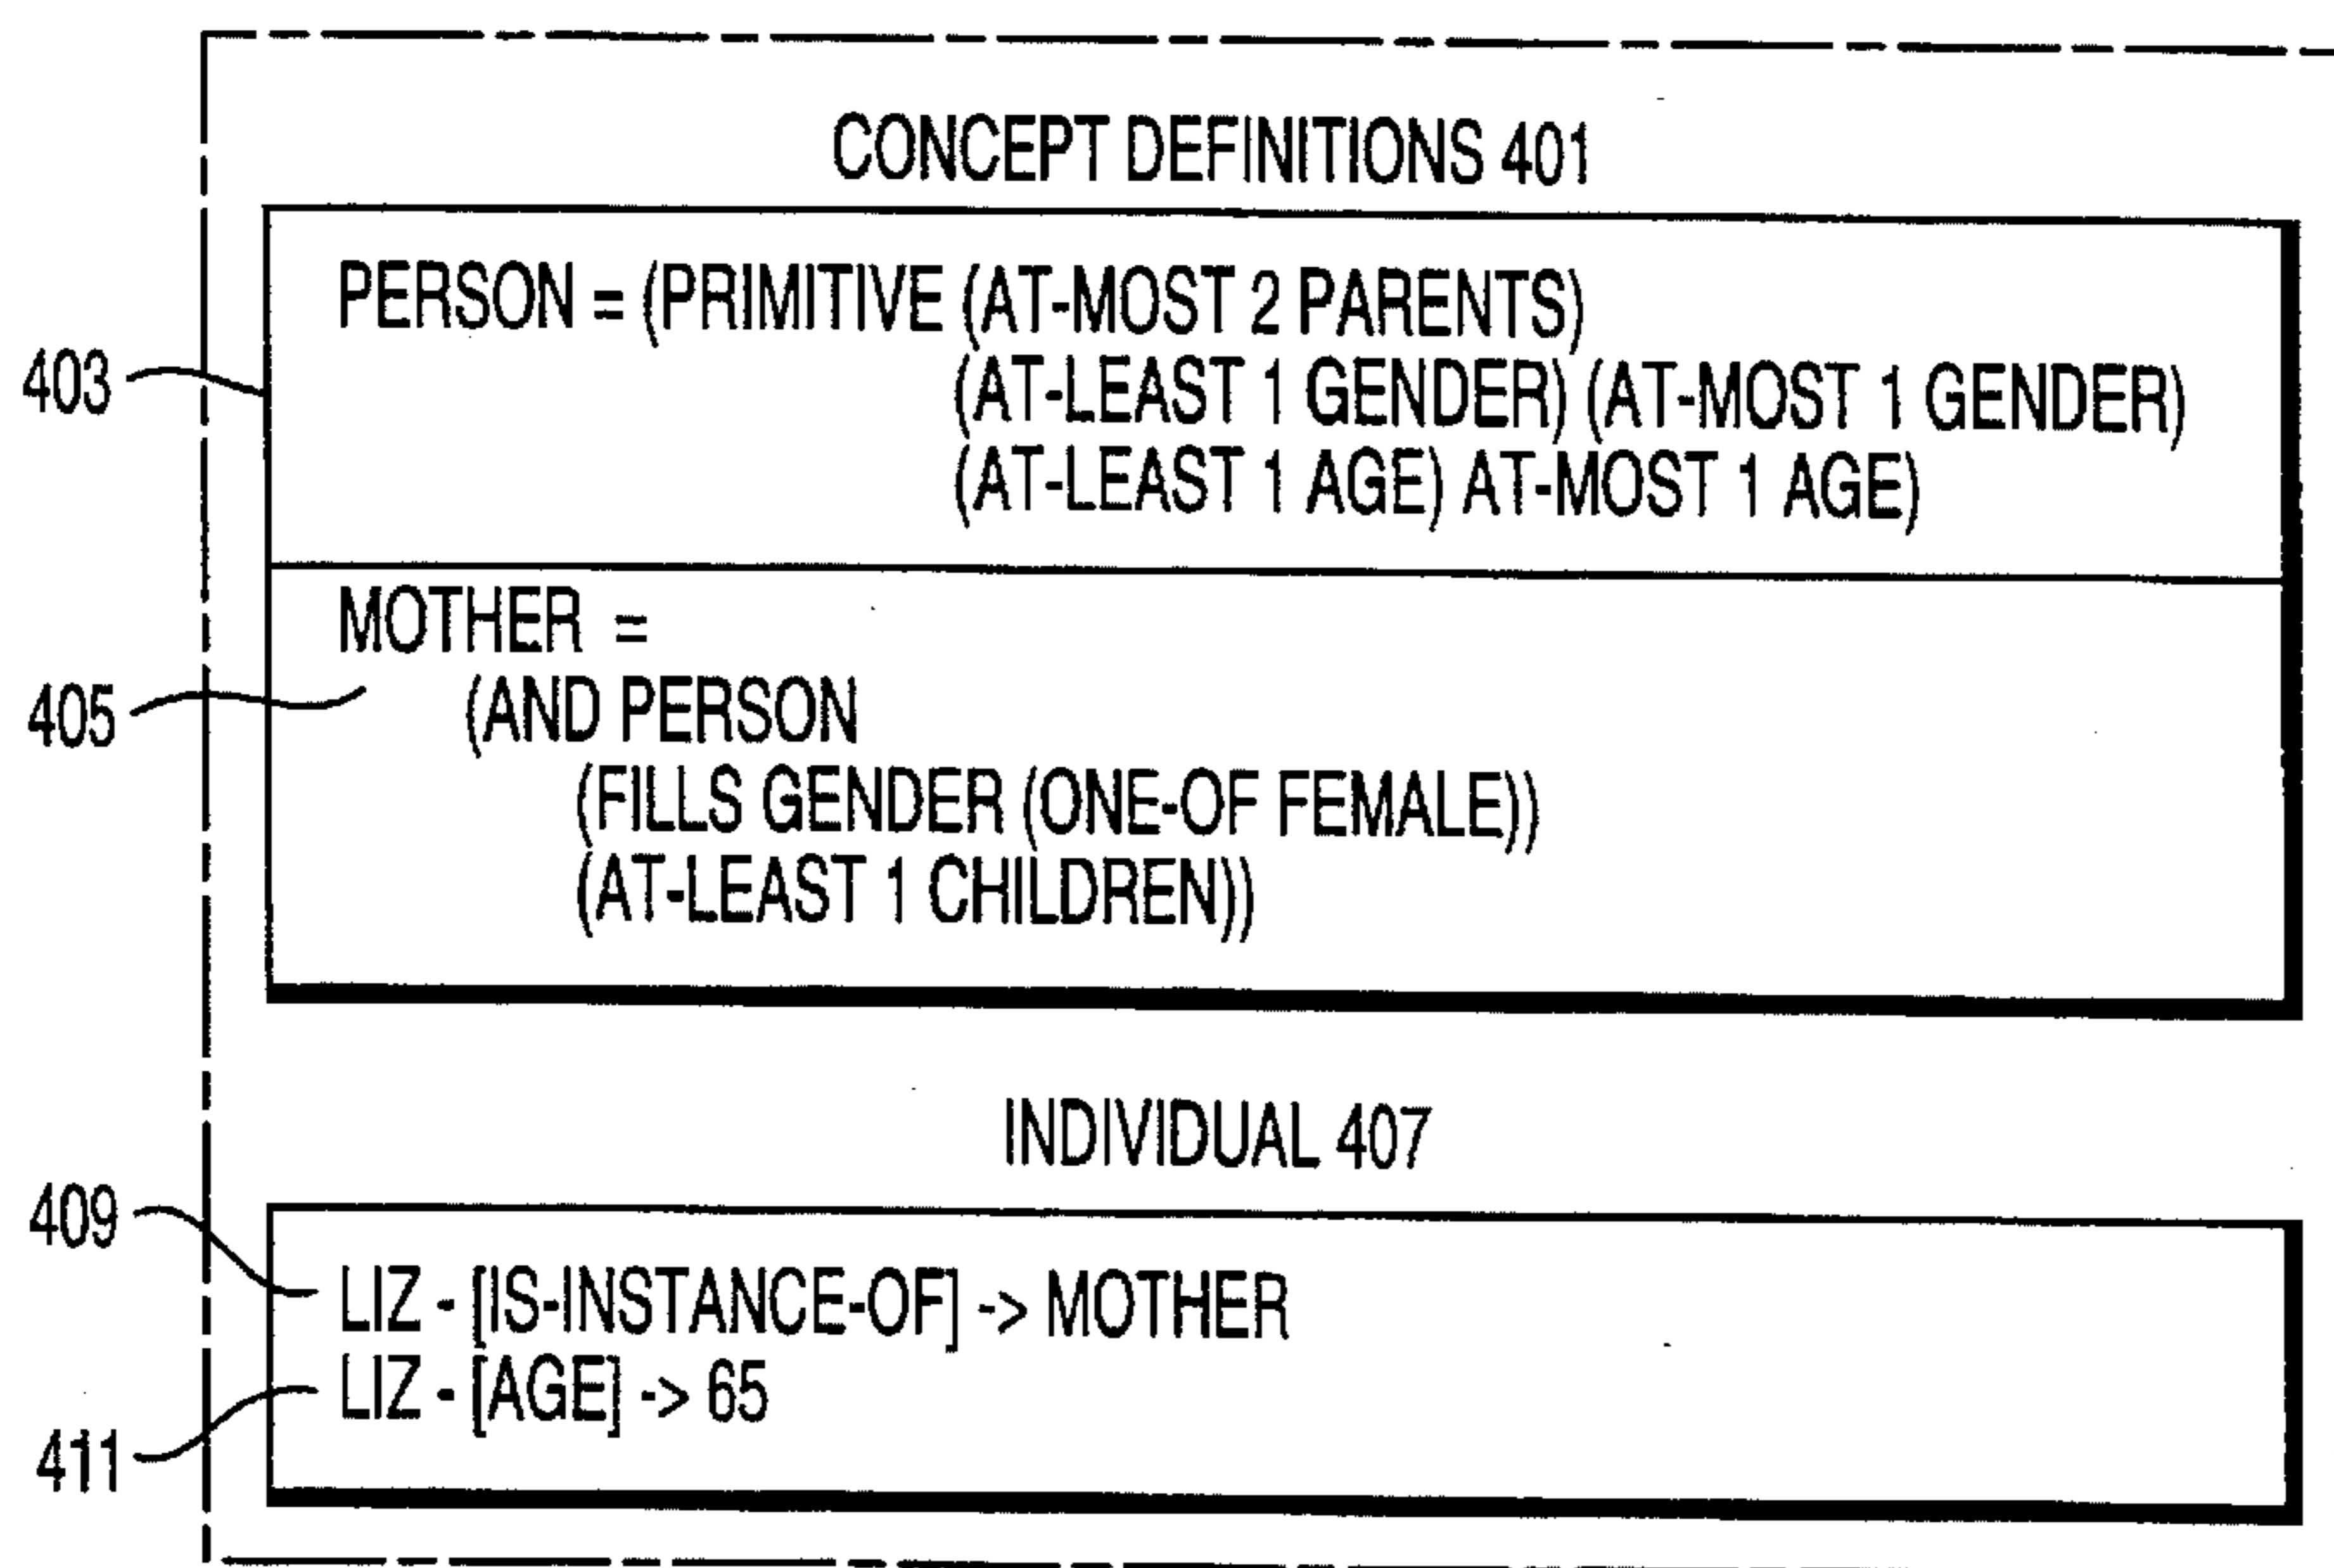 CONCEPT DEFINITIONS 401
PERSON = (PRIMITIVE (AT-MOST 2 PARENTS)
403
(AT-LEAST 1 GENDER) (AT-MOST 1 GENDER)
(AT-LEAST 1 AGE) AT-MOST 1 AGE)
MOTHER =
405
(AND PERSON
(FILLS GENDER (ONE-OF FEMALE))
(AT-LEAST 1 CHILDREN))
INDIVIDUAL 407
409
LIZ - [IS-INSTANCE-OF] -> MOTHER
LIZ - [AGE] -> 65
411